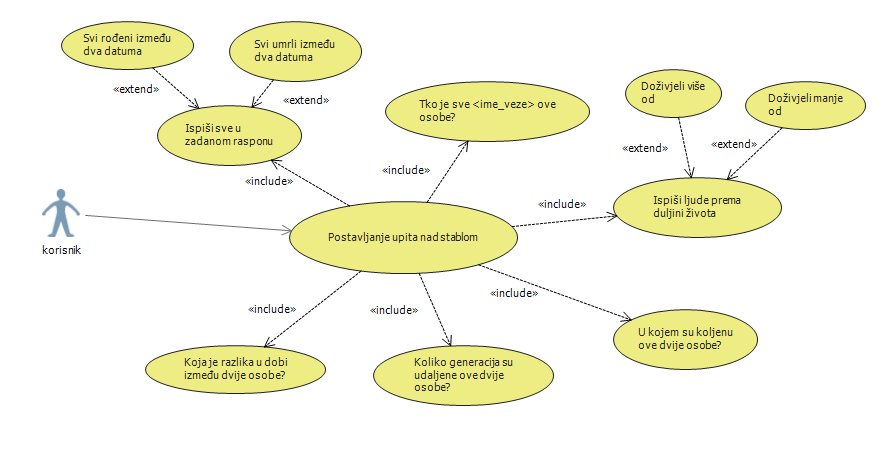 Svi rođeni između
dva datuma
Svi umrli između
dva datuma
«extend»
«extend»
Ispiši sve u
zadanom rasponu
Tko je sve <ime_veze> ove
osobe?
Doživjeli više
od
Doživjeli manje
od
«extend»
«extend»
«include»
«include»
«include»
Ispiši ljude prema
duljini života
korisnik
Postavljanje upita nad stablom
«include»
«include»
«include»
Koja je razlika u dobi
između dvije osobe?
Koliko generacija su
udaljene ove dvije
osobe?
U kojem su koljenu
ove dvije osobe?